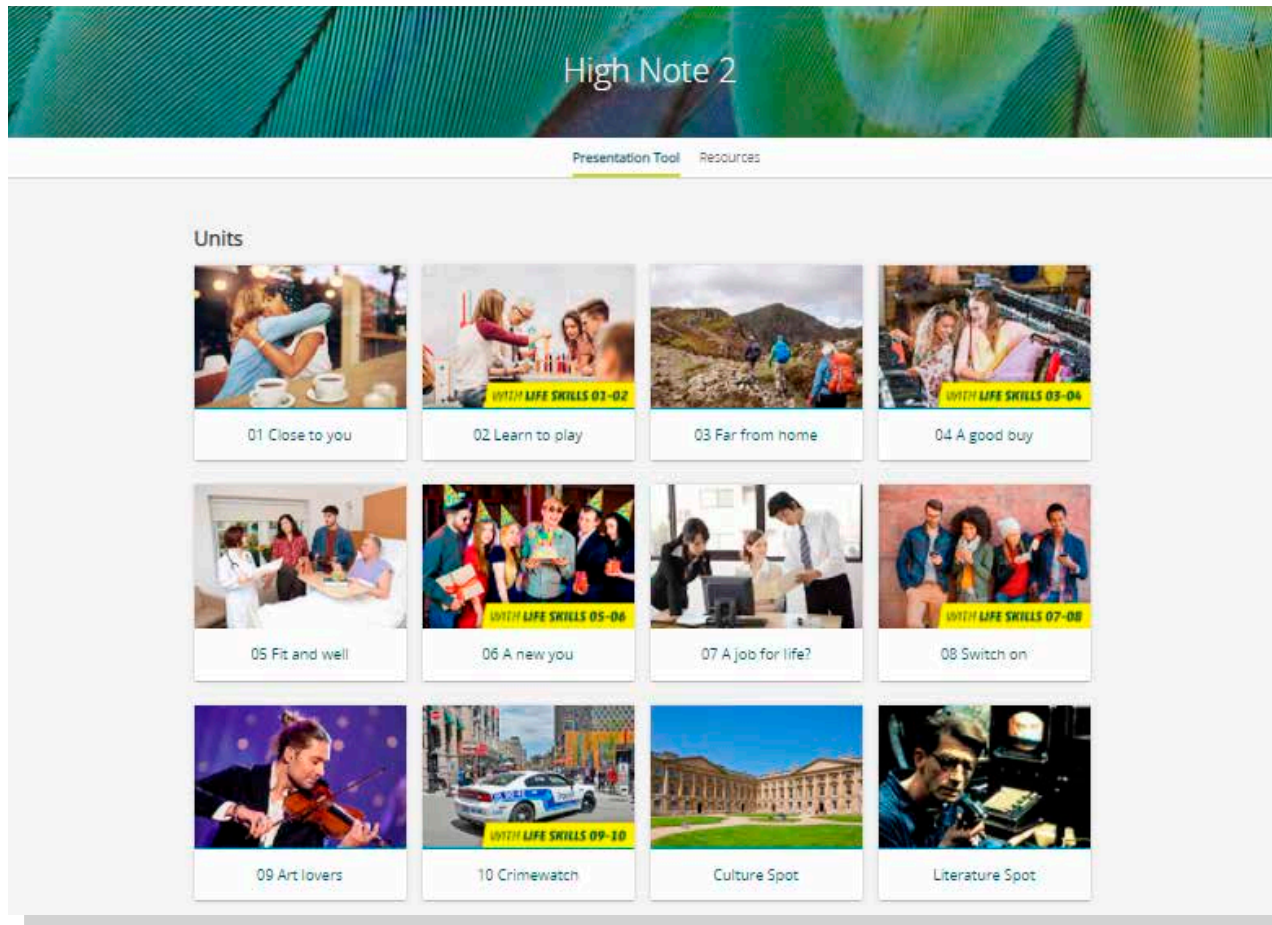 High Note 2
Presentation Tool Resources
Units
WITH LIFE SKILLS 01-02
WITH LIFE SKILLS 03-04
01 Close to you
02 Learn to play
03 Far from home
04 A good buy
WITH LIFE SKILLS 05-06
WITH LIFE SKILLS 07-08
05 Fit and well
06 A new you
07 A job for life?
08 Switch on
WITH LIFE SKILLS 09-10
09 Art lovers
10 Crimewatch
Culture Spot
Literature Spot